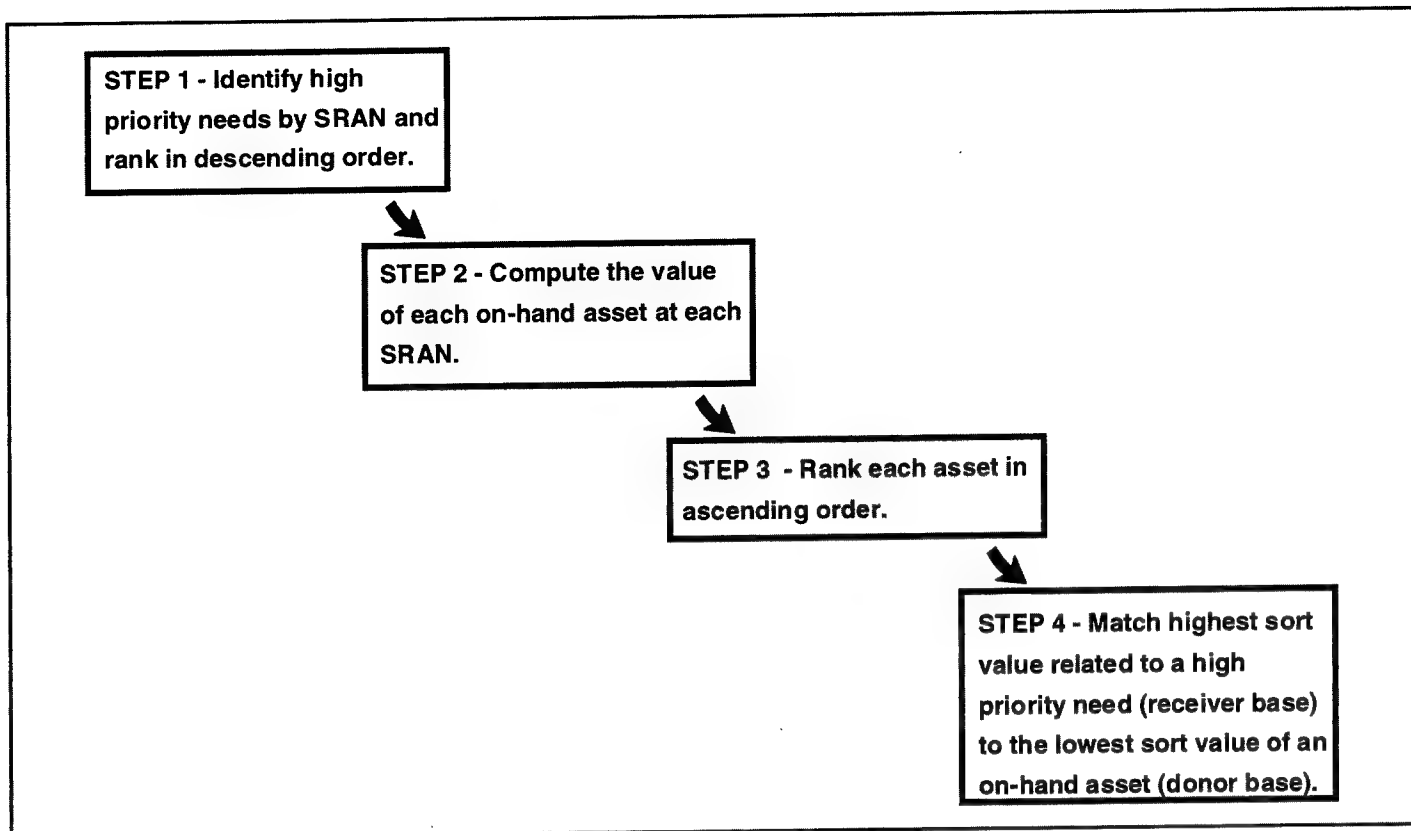 STEP 1 - Identify high
priority needs by SRAN and
rank in descending order.
STEP 2 - Compute the value
of each on-hand asset at each
SRAN.
STEP 3 - Rank each asset in
ascending order.
STEP 4 - Match highest sort
value related to a high
priority need (receiver base)
to the lowest sort value of an
on-hand asset (donor base).